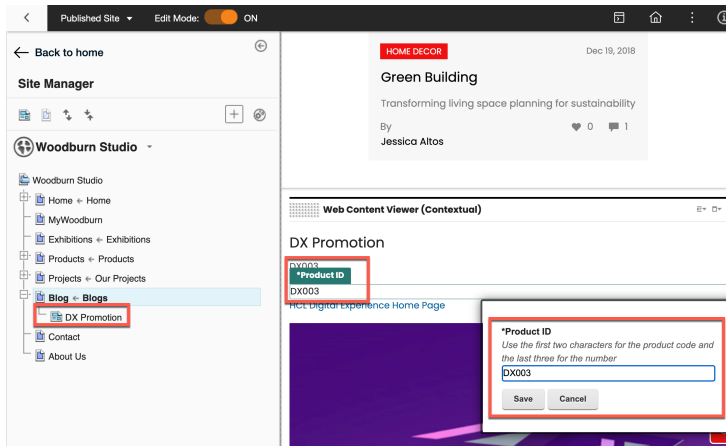 Published Site
Edit Mode:
ON
Back to home
Site Manager
Woodburn Studio
Woodburn Studio
Home ← Home
MyWoodburn
Exhibitions ← Exhibitions
Products ← Products
Projects ← Our Projects
Blog ← Blogs
DX Promotion
Contact
About Us
HOME DECOR
Dec 19, 2018
Green Building
Transforming living space planning for sustainability
By
0
1
Jessica Altos
Web Content Viewer (Contextual)
DX Promotion
DX003
*Product ID
DX003
HCL Digital Experience Home Page
*Product ID
Use the first two characters for the product code and
the last three for the number
DX003
Save
Cancel